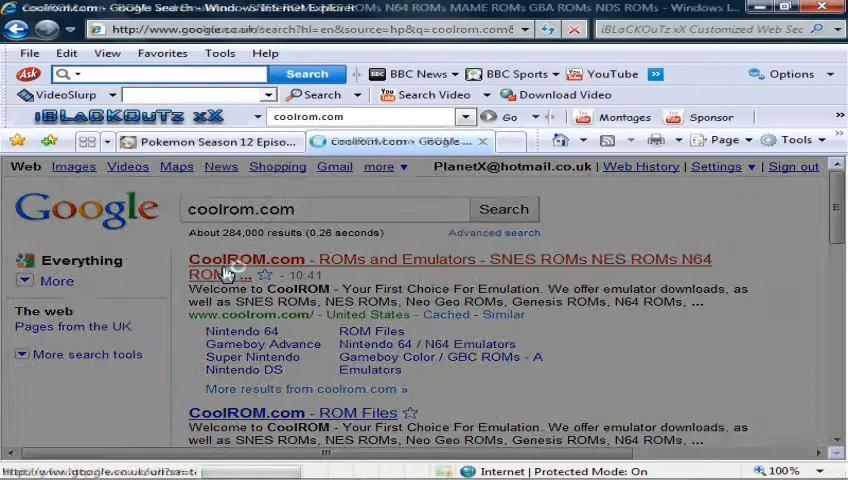 CoolROM.com - Google Search - Windows Internet Explorer
N64 ROMs MAME ROMs GBA ROMs NDS ROMs - Windows
http://www.google.co.uk/search?hl=en&source=hp&q=coolrom.com&
iBLaCKOuTz xX Customized Web Sea
File Edit View Favorites Tools Help
Ask Search BBC News BBC Sports YouTube » Options
VideoSlurp Search Search Video Download Video
iBLACKOUTz xX coolrom.com Go Montages Sponsor
Pokemon Season 12 Episo... Coolrom.com - Google ... Page Tools
Web Images Videos Maps News Shopping Gmail more PlanetX@hotmail.co.uk | Web History | Settings | Sign out
Google coolrom.com Search
About 284,000 results (0.26 seconds) Advanced search
Everything
More
The web
Pages from the UK
More search tools
CoolROM.com - ROMs and Emulators - SNES ROMs NES ROMs N64
ROMs ... - 10:41
Welcome to CoolROM - Your First Choice For Emulation. We offer emulator downloads, as
well as SNES ROMs, NES ROMs, Neo Geo ROMs, Genesis ROMs, N64 ROMs, ...
www.coolrom.com/ - United States - Cached - Similar
Nintendo 64 ROM Files
Gameboy Advance Nintendo 64 / N64 Emulators
Super Nintendo Gameboy Color / GBC ROMs - A
Nintendo DS Emulators
More results from coolrom.com »
CoolROM.com - ROM Files
Welcome to CoolROM - Your First Choice For Emulation. We offer emulator downloads, as
well as SNES ROMs, NES ROMs, Neo Geo ROMs, Genesis ROMs, N64 ROMs, ...
Internet | Protected Mode: On 100%